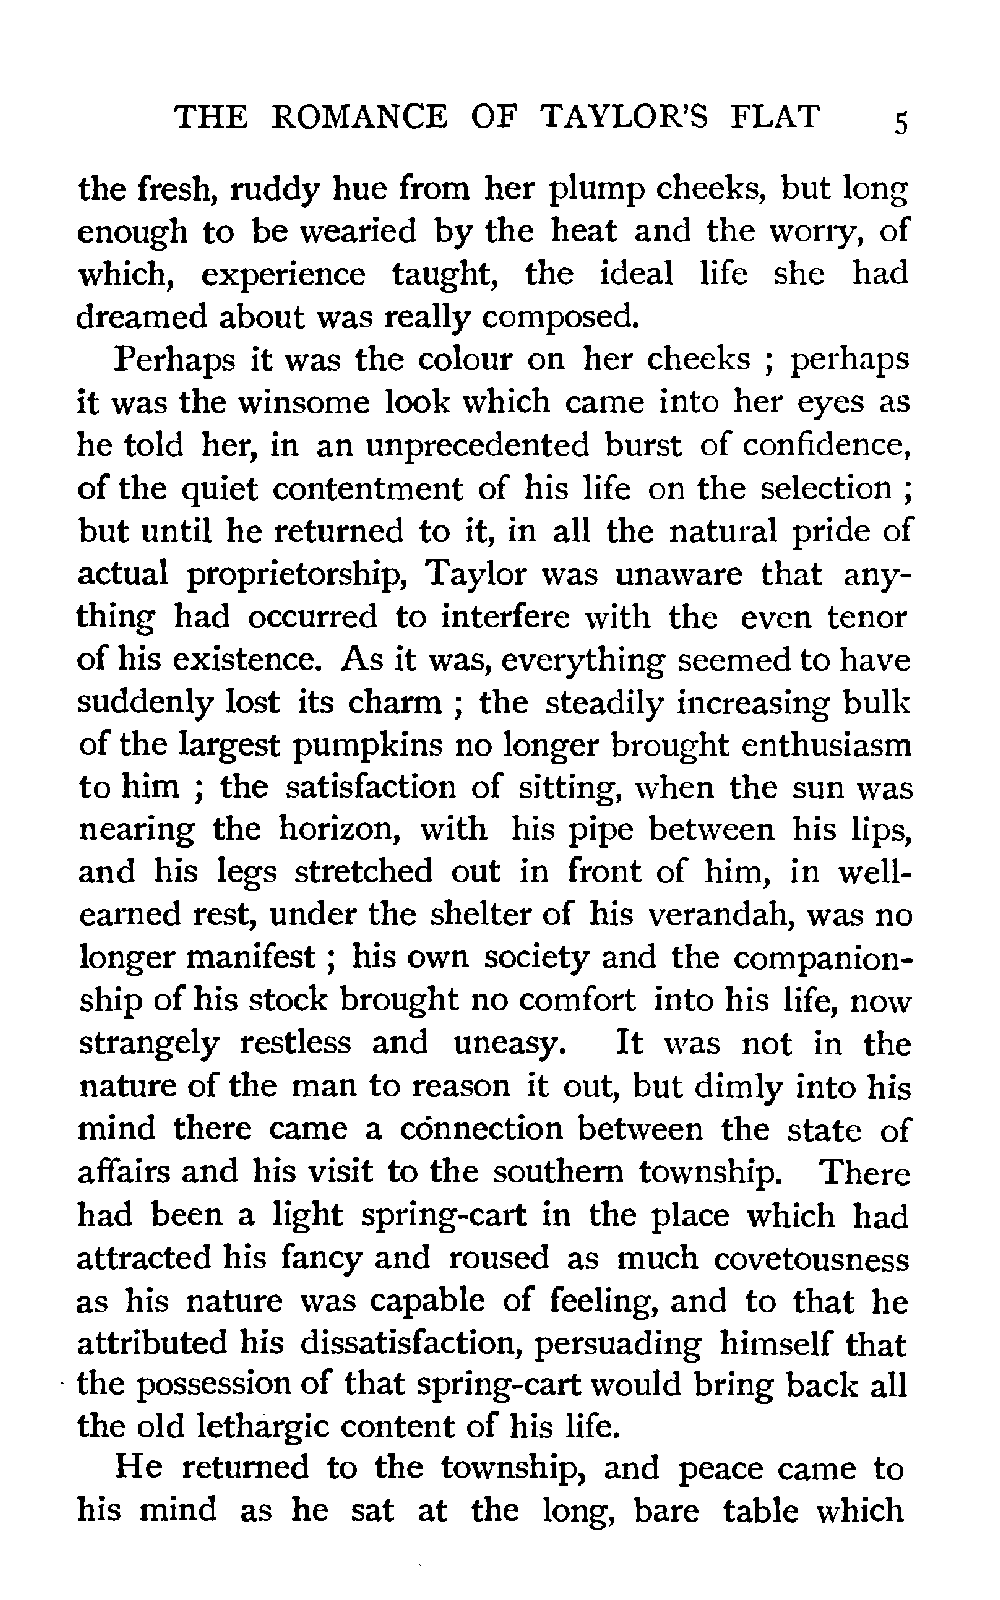 THE ROMANCE OF TAYLOR'S FLAT 5
the fresh, ruddy hue from her plump cheeks, but long
enough to be wearied by the heat and the worry, of
which, experience taught, the ideal life she had
dreamed about was really composed.
Perhaps it was the colour on her cheeks ; perhaps
it was the winsome look which came into her eyes as
he told her, in an unprecedented burst of confidence,
of the quiet contentment of his life on the selection ;
but until he returned to it, in all the natural pride of
actual proprietorship, Taylor was unaware that any-
thing had occurred to interfere with the even tenor
of his existence. As it was, everything seemed to have
suddenly lost its charm ; the steadily increasing bulk
of the largest pumpkins no longer brought enthusiasm
to him ; the satisfaction of sitting, when the sun was
nearing the horizon, with his pipe between his lips,
and his legs stretched out in front of him, in well-
earned rest, under the shelter of his verandah, was no
longer manifest ; his own society and the companion-
ship of his stock brought no comfort into his life, now
strangely restless and uneasy. It was not in the
nature of the man to reason it out, but dimly into his
mind there came a connection between the state of
affairs and his visit to the southern township. There
had been a light spring-cart in the place which had
attracted his fancy and roused as much covetousness
as his nature was capable of feeling, and to that he
attributed his dissatisfaction, persuading himself that
the possession of that spring-cart would bring back all
the old lethargic content of his life.
He returned to the township, and peace came to
his mind as he sat at the long, bare table which